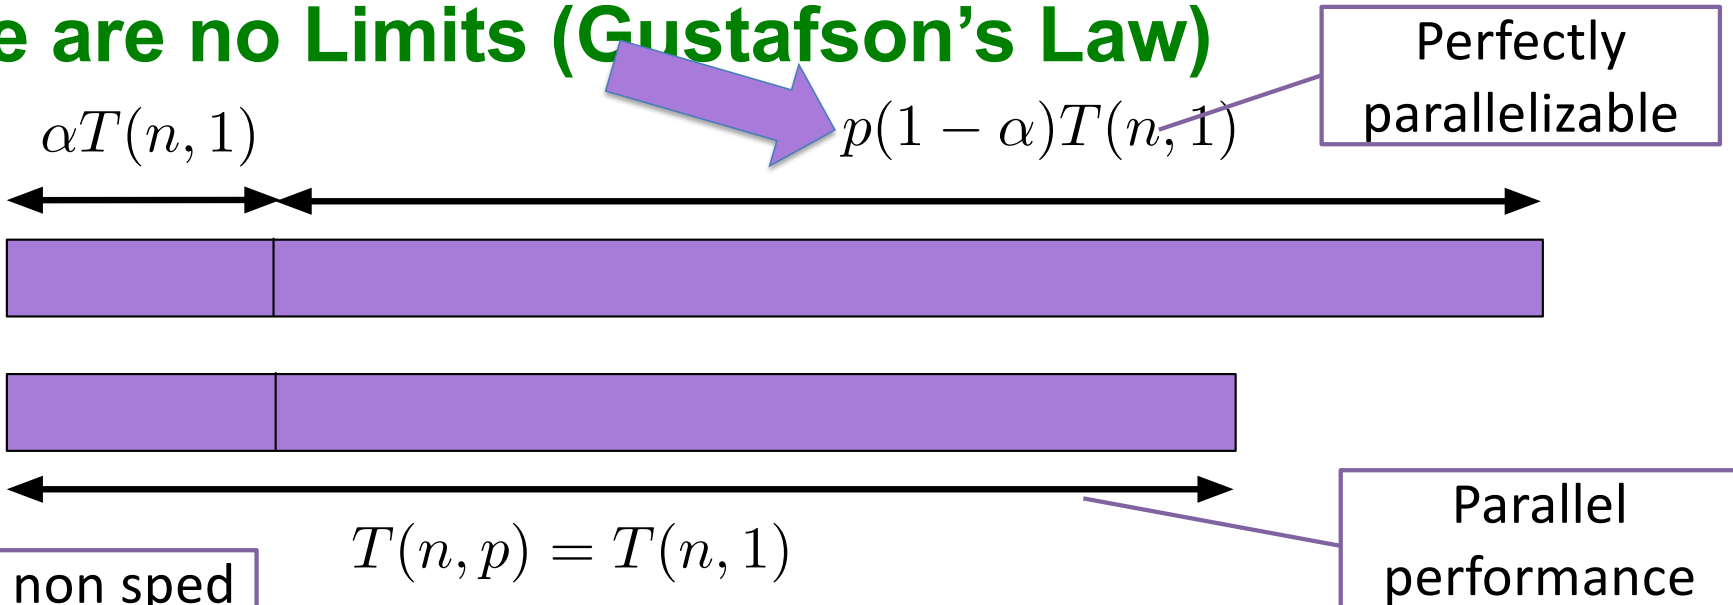 e are no Limits (Gustafson's Law)
Perfectly
parallelizable
αT(n, 1)
p(1 − α)T(n, 1)
T(n, p) = T(n, 1)
Parallel
performance
non sped